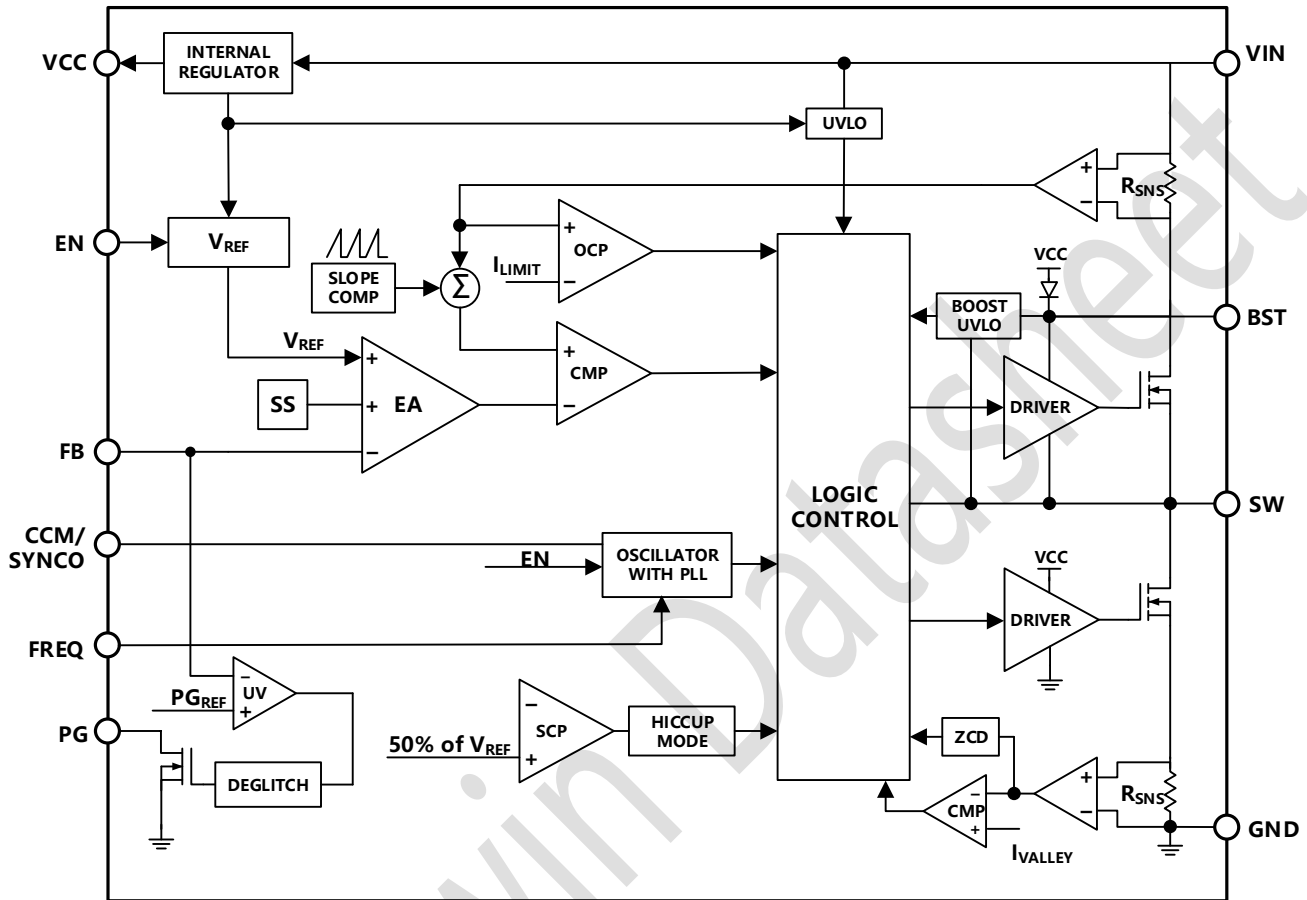 VCC
INTERNAL
REGULATOR
VIN
UVLO
+
−
RSNS
EN
VREF
SLOPE
COMP
Σ
+
−
OCP
ILIMIT
VCC
BOOST
UVLO
BST
VREF
+
+
−
EA
SS
+
−
CMP
DRIVER
FB
LOGIC
CONTROL
SW
CCM/
SYNCO
EN
OSCILLATOR
WITH PLL
VCC
DRIVER
FREQ
−
+
UV
PGREF
PG
DEGLITCH
50% of VREF
−
+
SCP
HICCUP
MODE
ZCD
−
+
CMP
IVALLEY
+
−
RSNS
GND
win Datasheet